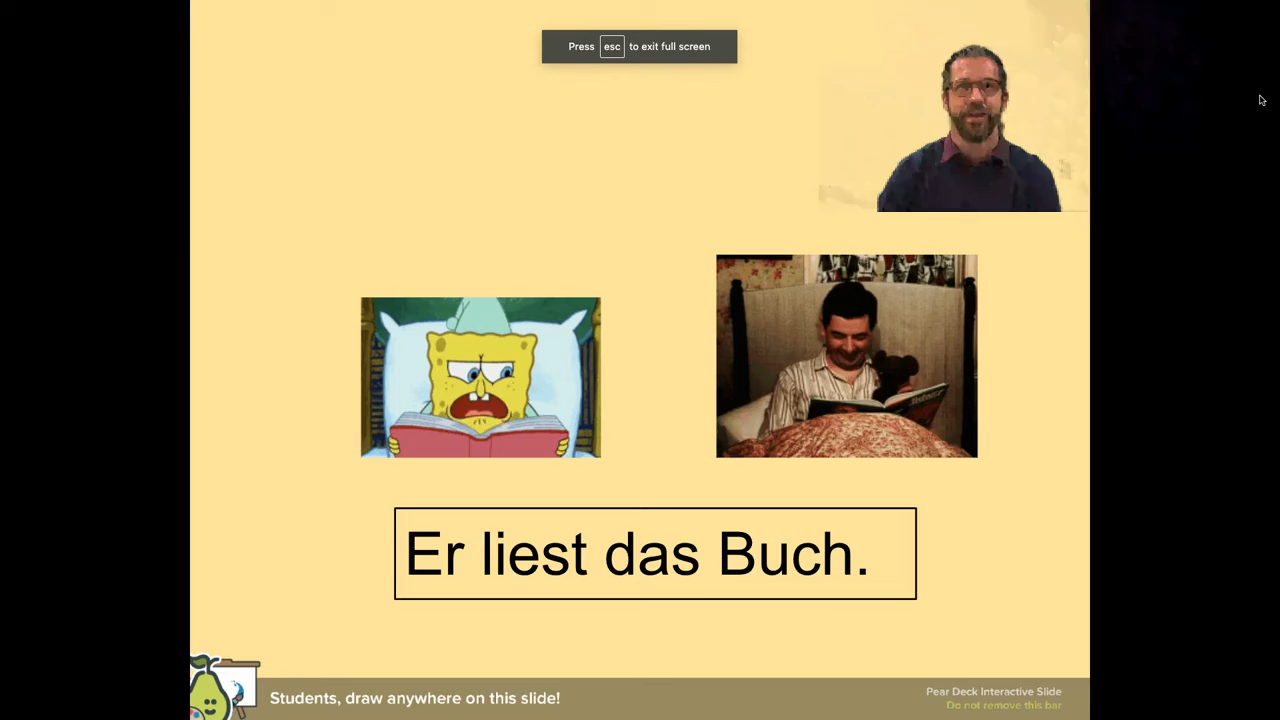 Press esc to exit full screen
Er liest das Buch.
Students, draw anywhere on this slide!
Pear Deck Interactive Slide
Do not remove this bar